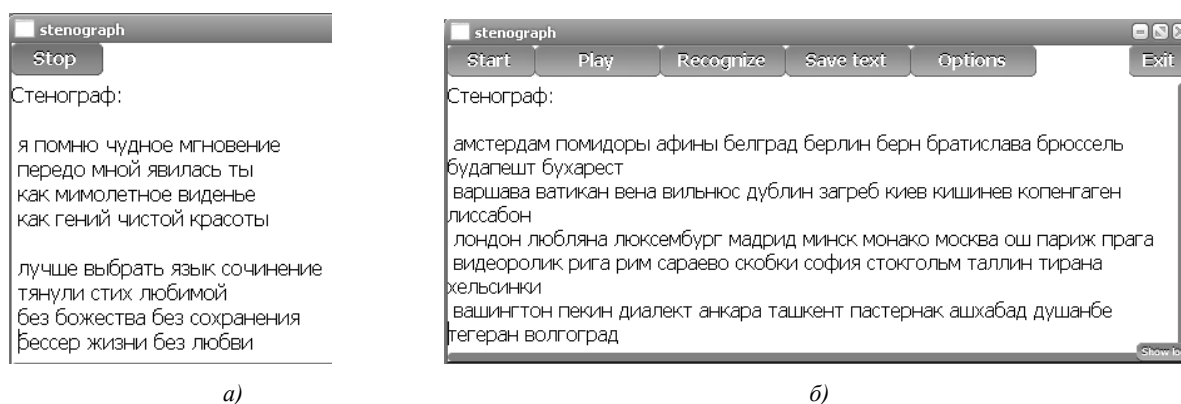 stenograph
Stop
Стенограф:
я помню чудное мгновение
передо мной явилась ты
как мимолетное виденье
как гений чистой красоты
лучше выбрать язык сочинение
тянули стих любимой
без божества без сохранения
бессер жизни без любви
а)
stenograph
Start Play Recognize Save text Options Exit
Стенограф:
амстердам помидоры афины белград берлин берн братислава брюссель
будапешт бухарест
варшава ватикан вена вильнюс дублин загреб киев кишинев копенгаген
лиссабон
лондон любляна люксембург мадрид минск монако москва ош париж прага
видеоролик рига рим сараево скобки софия стокгольм таллин тирана
хельсинки
вашингтон пекин диалект анкара ташкент пастернак ашхабад душанбе
тегеран волгоград
Show lo
б)